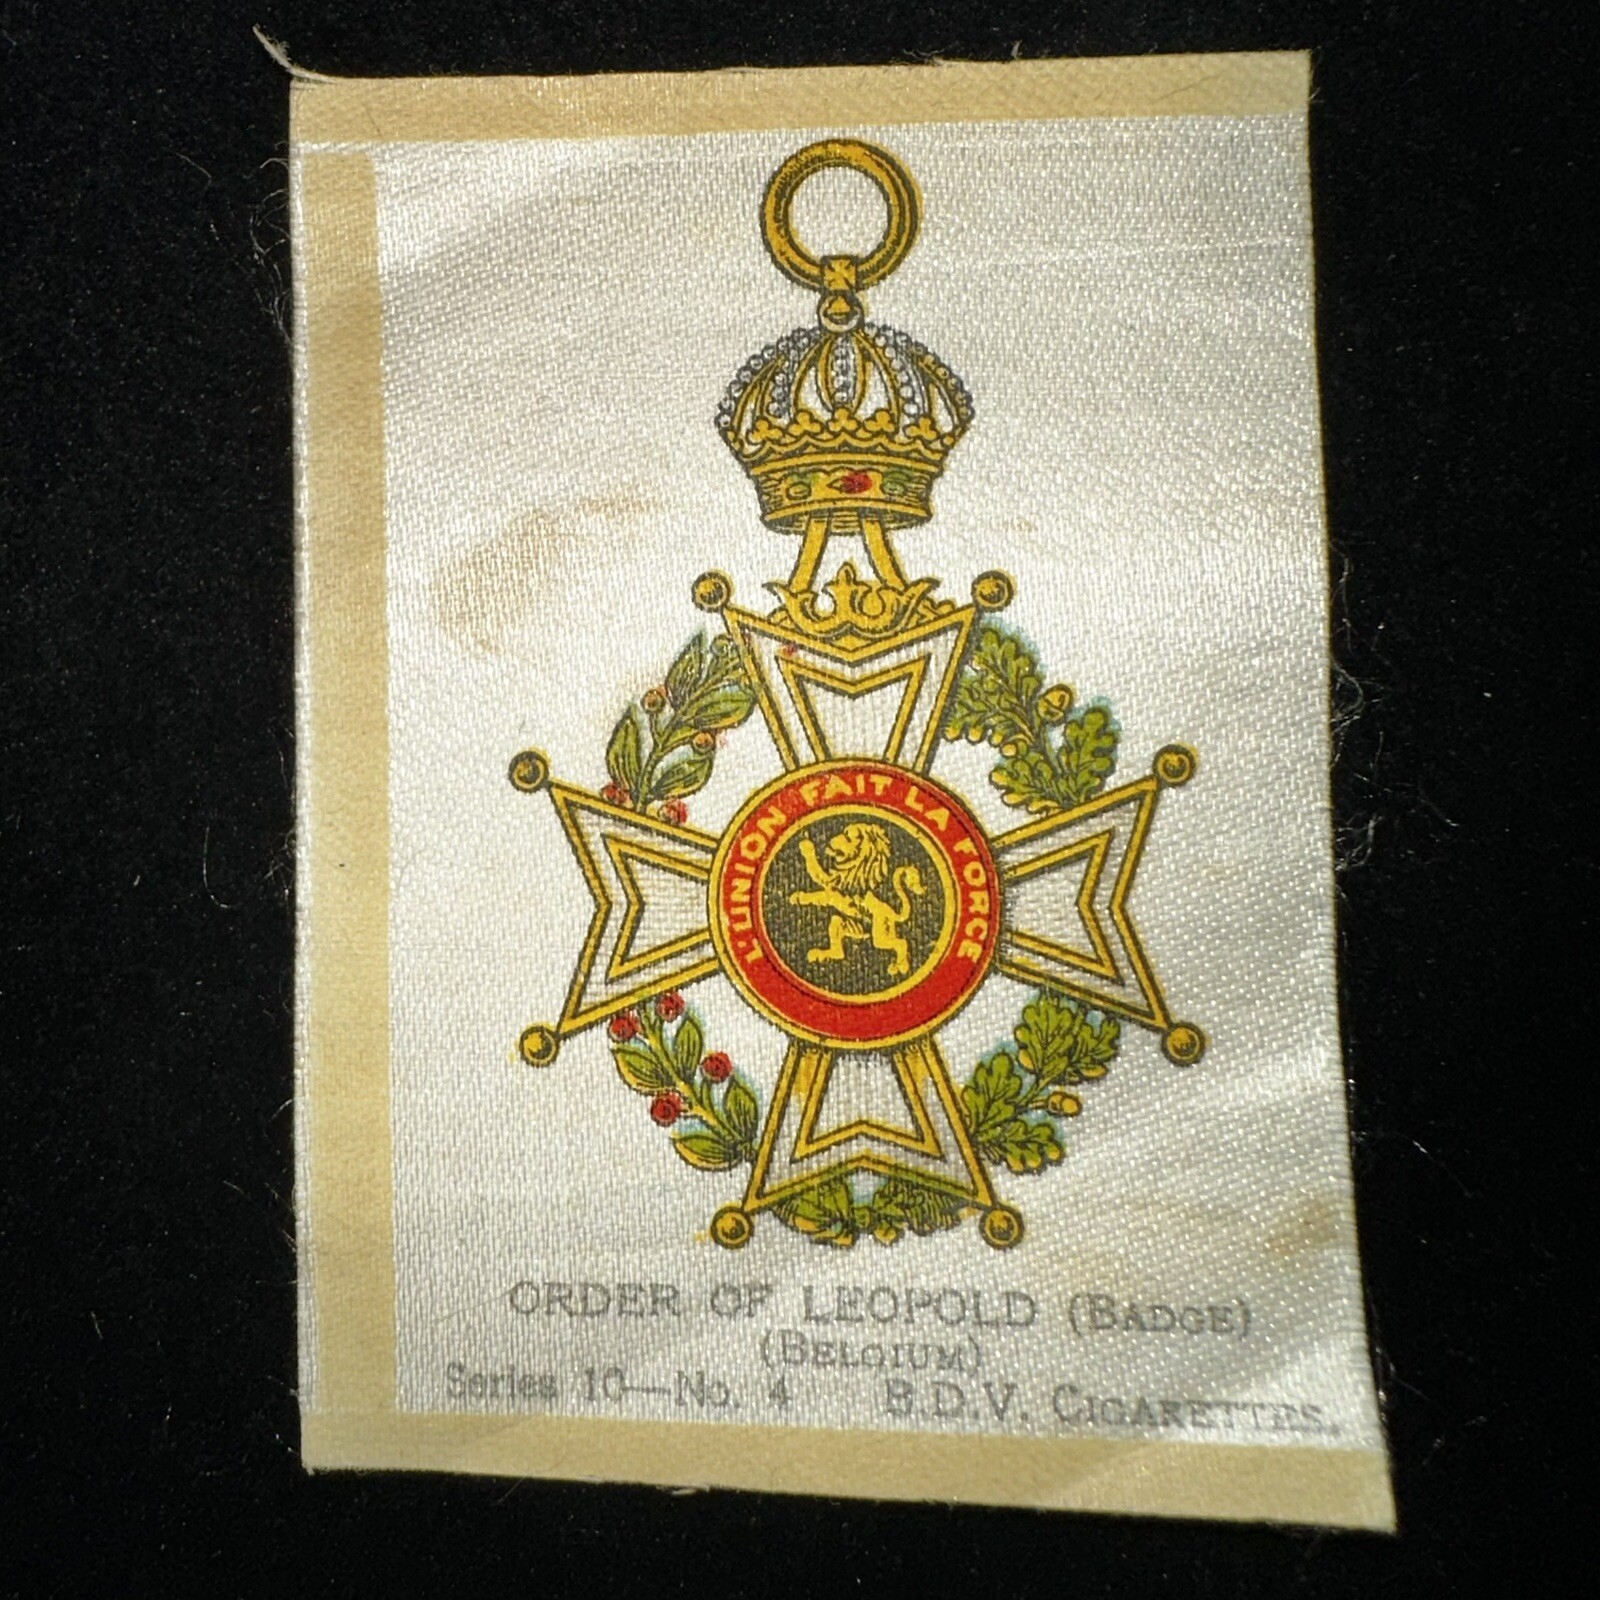 L'UNION FAIT LA FORCE
ORDER OF LEOPOLD (BADGE)
(BELGIUM)
Series 10—No. 4 B.D.V. CIGARETTES.